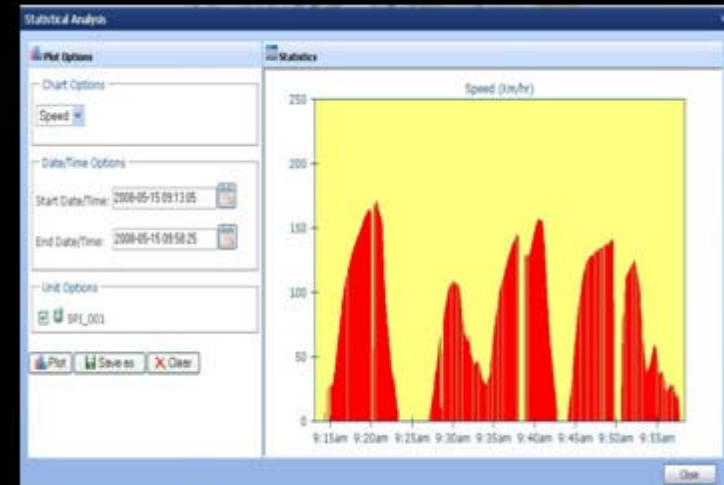 Statistical Analysis
Plot Options
Chart Options
Speed
Date/Time Options
Start Date/Time: 2008-05-15 09:13:05
End Date/Time: 2008-05-15 09:58:25
Unit Options
SPI_001
Plot
Save as
Clear
Statistics
Speed (Km/hr)
250
200
150
100
50
0
9:15am 9:20am 9:25am 9:30am 9:35am 9:40am 9:45am 9:50am 9:55am
Close